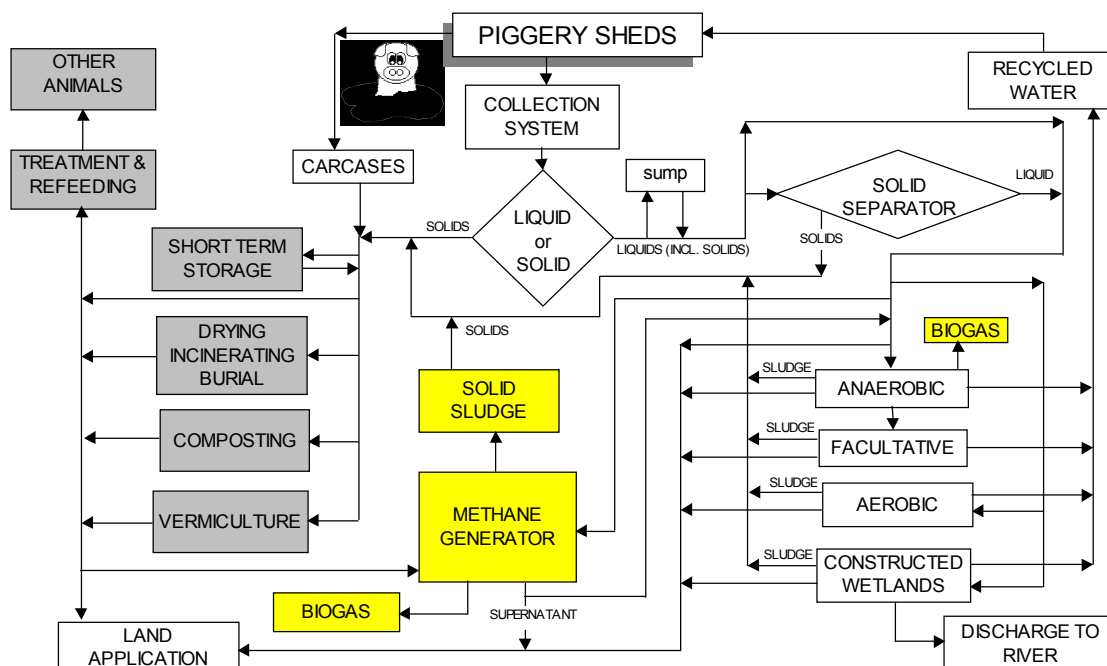 PIGGERY SHEDS
OTHER
ANIMALS
RECYCLED
WATER
COLLECTION
SYSTEM
TREATMENT &
REFEEDING
CARCASES
sump
SOLID
SEPARATOR
LIQUID
LIQUID
or
SOLID
SOLIDS
LIQUIDS (INCL. SOLIDS)
SOLIDS
SHORT TERM
STORAGE
SOLIDS
BIOGAS
DRYING
INCINERATING
BURIAL
SOLID
SLUDGE
SLUDGE
ANAEROBIC
COMPOSTING
SLUDGE
FACULTATIVE
SLUDGE
AEROBIC
VERMICULTURE
METHANE
GENERATOR
SLUDGE
CONSTRUCTED
WETLANDS
BIOGAS
SUPERNATANT
LAND
APPLICATION
DISCHARGE TO
RIVER